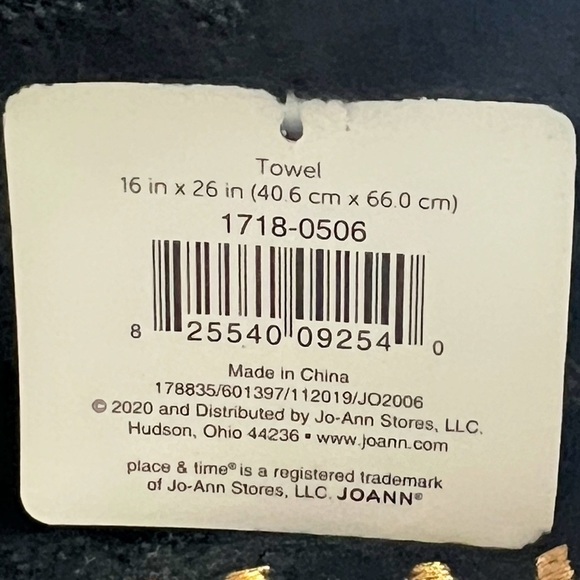 Towel
16 in x 26 in (40.6 cm x 66.0 cm)
1718-0506
8 25540 09254 0
Made in China
178835/601397/112019/JO2006
© 2020 and Distributed by Jo-Ann Stores, LLC.
Hudson, Ohio 44236 ▪ www.joann.com
place & time® is a registered trademark
of Jo-Ann Stores, LLC. JOANN®